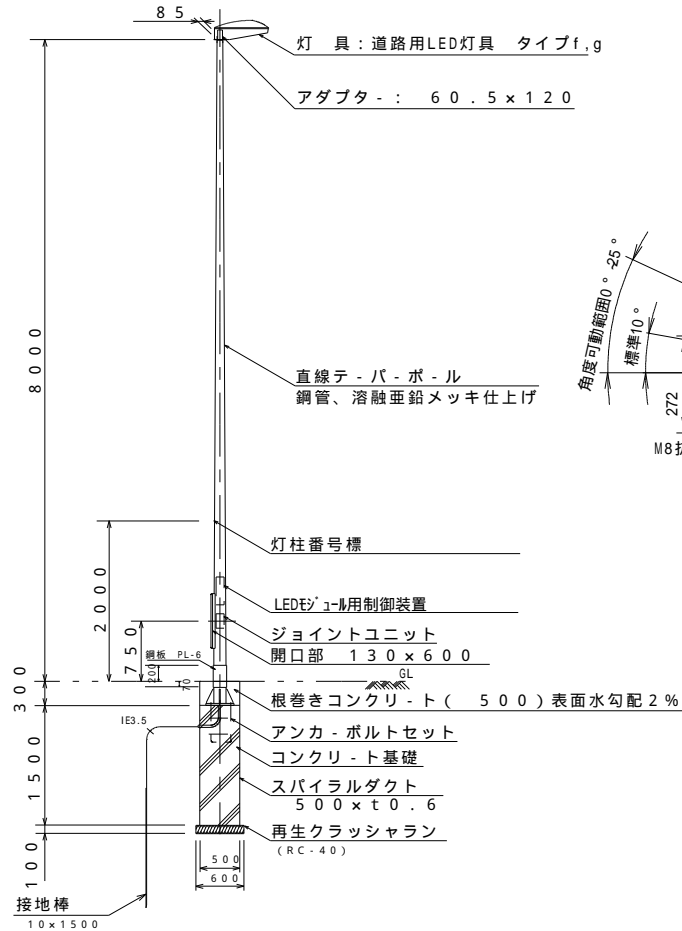 85
灯 具：道路用LED灯具 タイプf,g
アダプタ-： 60.5×120
8000
角度可動範囲0°-25°
標準10°
272
M8
直線テ-パ-ポ-ル
鋼管、溶融亜鉛メッキ仕上げ
灯柱番号標
2000
LEDﾓｼﾞｭｰﾙ用制御装置
750
ジョイントユニット
鋼板 PL-6
開口部 130×600
200
70
GL
300
根巻きコンクリ-ト( 500)表面水勾配2%
IE3.5
アンカ-ボルトセット
コンクリ-ト基礎
1500
スパイラルダクト
500×t0.6
再生クラッシャラン
(RC-40)
100
500
600
接地棒
10×1500